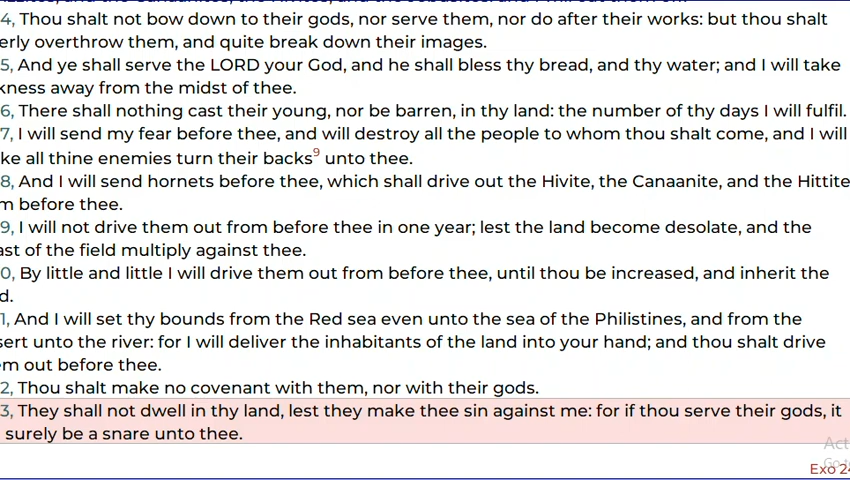 4, Thou shalt not bow down to their gods, nor serve them, nor do after their works: but thou shalt
erly overthrow them, and quite break down their images.
5, And ye shall serve the LORD your God, and he shall bless thy bread, and thy water; and I will take
kness away from the midst of thee.
6, There shall nothing cast their young, nor be barren, in thy land: the number of thy days I will fulfil.
7, I will send my fear before thee, and will destroy all the people to whom thou shalt come, and I will
ke all thine enemies turn their backs9 unto thee.
8, And I will send hornets before thee, which shall drive out the Hivite, the Canaanite, and the Hittite
m before thee.
9, I will not drive them out from before thee in one year; lest the land become desolate, and the
ast of the field multiply against thee.
0, By little and little I will drive them out from before thee, until thou be increased, and inherit the
d.
1, And I will set thy bounds from the Red sea even unto the sea of the Philistines, and from the
sert unto the river: for I will deliver the inhabitants of the land into your hand; and thou shalt drive
em out before thee.
2, Thou shalt make no covenant with them, nor with their gods.
3, They shall not dwell in thy land, lest they make thee sin against me: for if thou serve their gods, it
surely be a snare unto thee.
Act
Go to
Exo 24